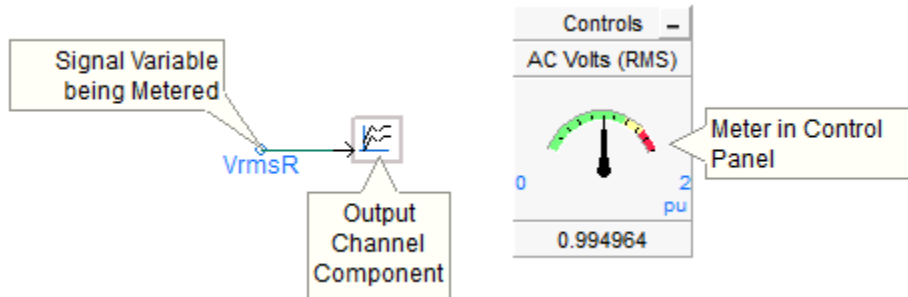 Signal Variable
being Metered
VrmsR
Output
Channel
Component
Controls –
AC Volts (RMS)
0
2
pu
0.994964
Meter in Control
Panel